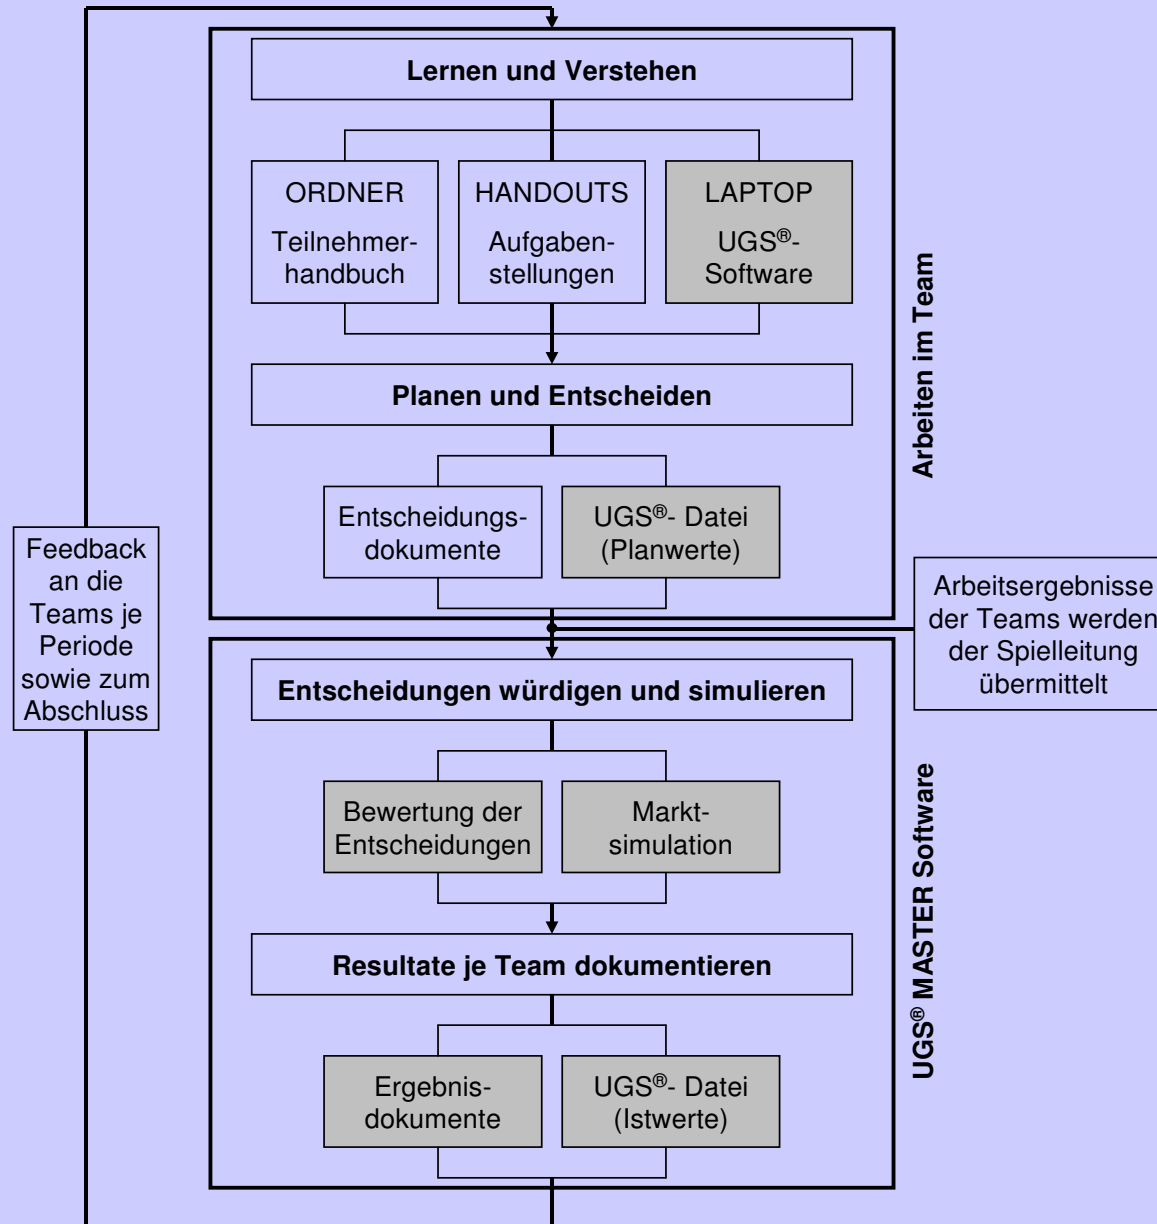 Lernen und Verstehen
ORDNER
Teilnehmer-
handbuch
HANDOUTS
Aufgaben-
stellungen
LAPTOP
UGS®-
Software
Arbeiten im Team
Planen und Entscheiden
Entscheidungs-
dokumente
UGS®- Datei
(Planwerte)
Feedback
an die
Teams je
Periode
sowie zum
Abschluss
Arbeitsergebnisse
der Teams werden
der Spielleitung
übermittelt
Entscheidungen würdigen und simulieren
Bewertung der
Entscheidungen
Markt-
simulation
UGS® MASTER Software
Resultate je Team dokumentieren
Ergebnis-
dokumente
UGS®- Datei
(Istwerte)